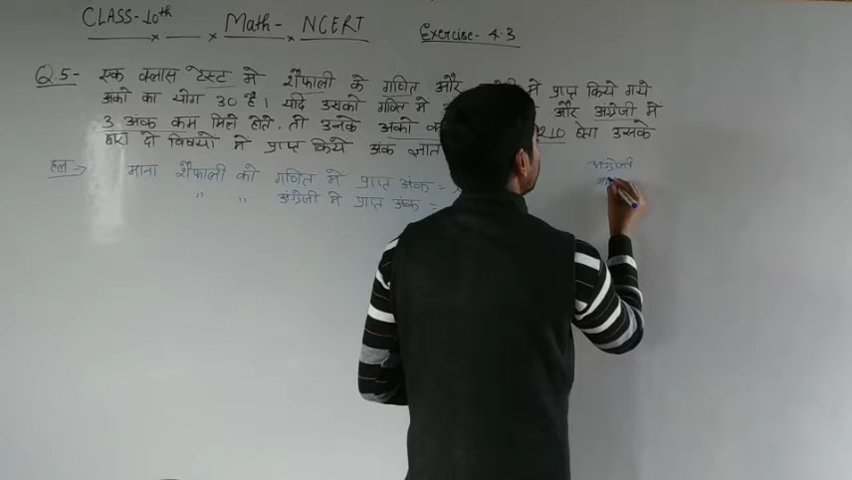 CLASS-10th Math- NCERT Exercise-4.3
Q.5- एक क्लास टेस्ट मे शैफाली के गणित और में प्राप्त किये गये
अंको का योग 30 है। यदि उसको गणित मे और अंग्रेजी मे
3 अंक कम मिले होते, तो उनके अंको 210 होता उसके
द्वारा दो विषयो मे प्राप्त किये अंक ज्ञात
हल → माना शैफाली को गणित मे प्राप्त अंक =
" " अंग्रेजी मे प्राप्त अंक =
अंग्रेजी